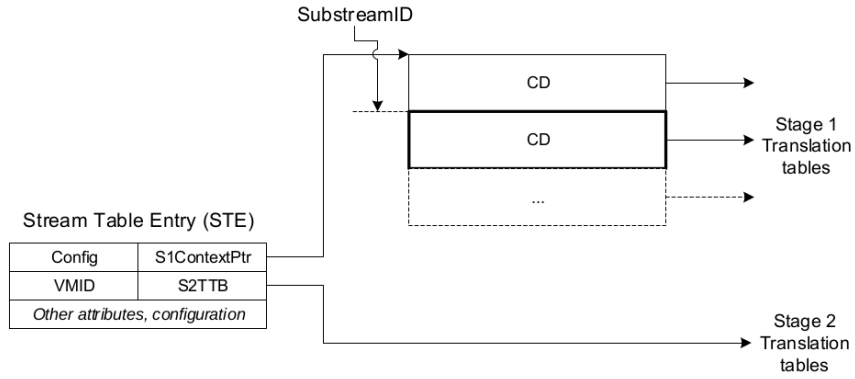 SubstreamID
CD
CD
...
Stage 1
Translation
tables
Stream Table Entry (STE)
Config S1ContextPtr
VMID S2TTB
Other attributes, configuration
Stage 2
Translation
tables